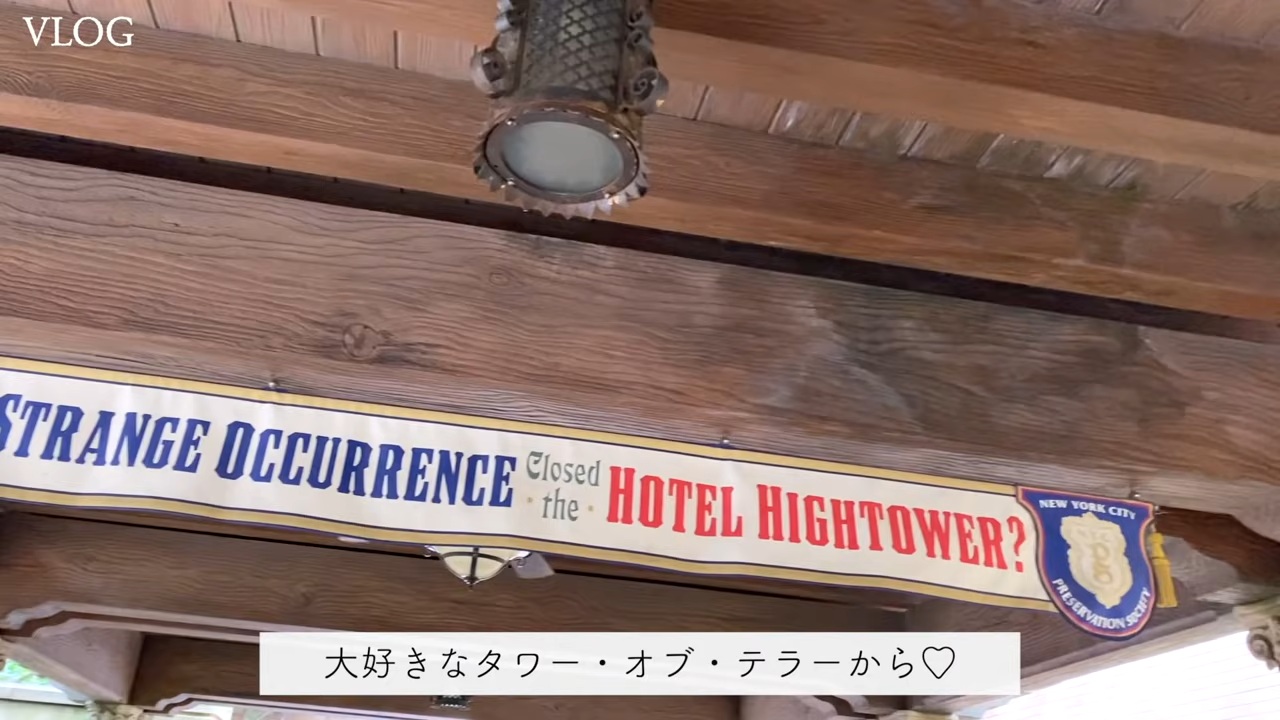 VLOG
STRANGE OCCURRENCE Closed the HOTEL HIGHTOWER?
NEW YORK CITY
PRESERVATION SOCIETY
大好きなタワー・オブ・テラーから♡